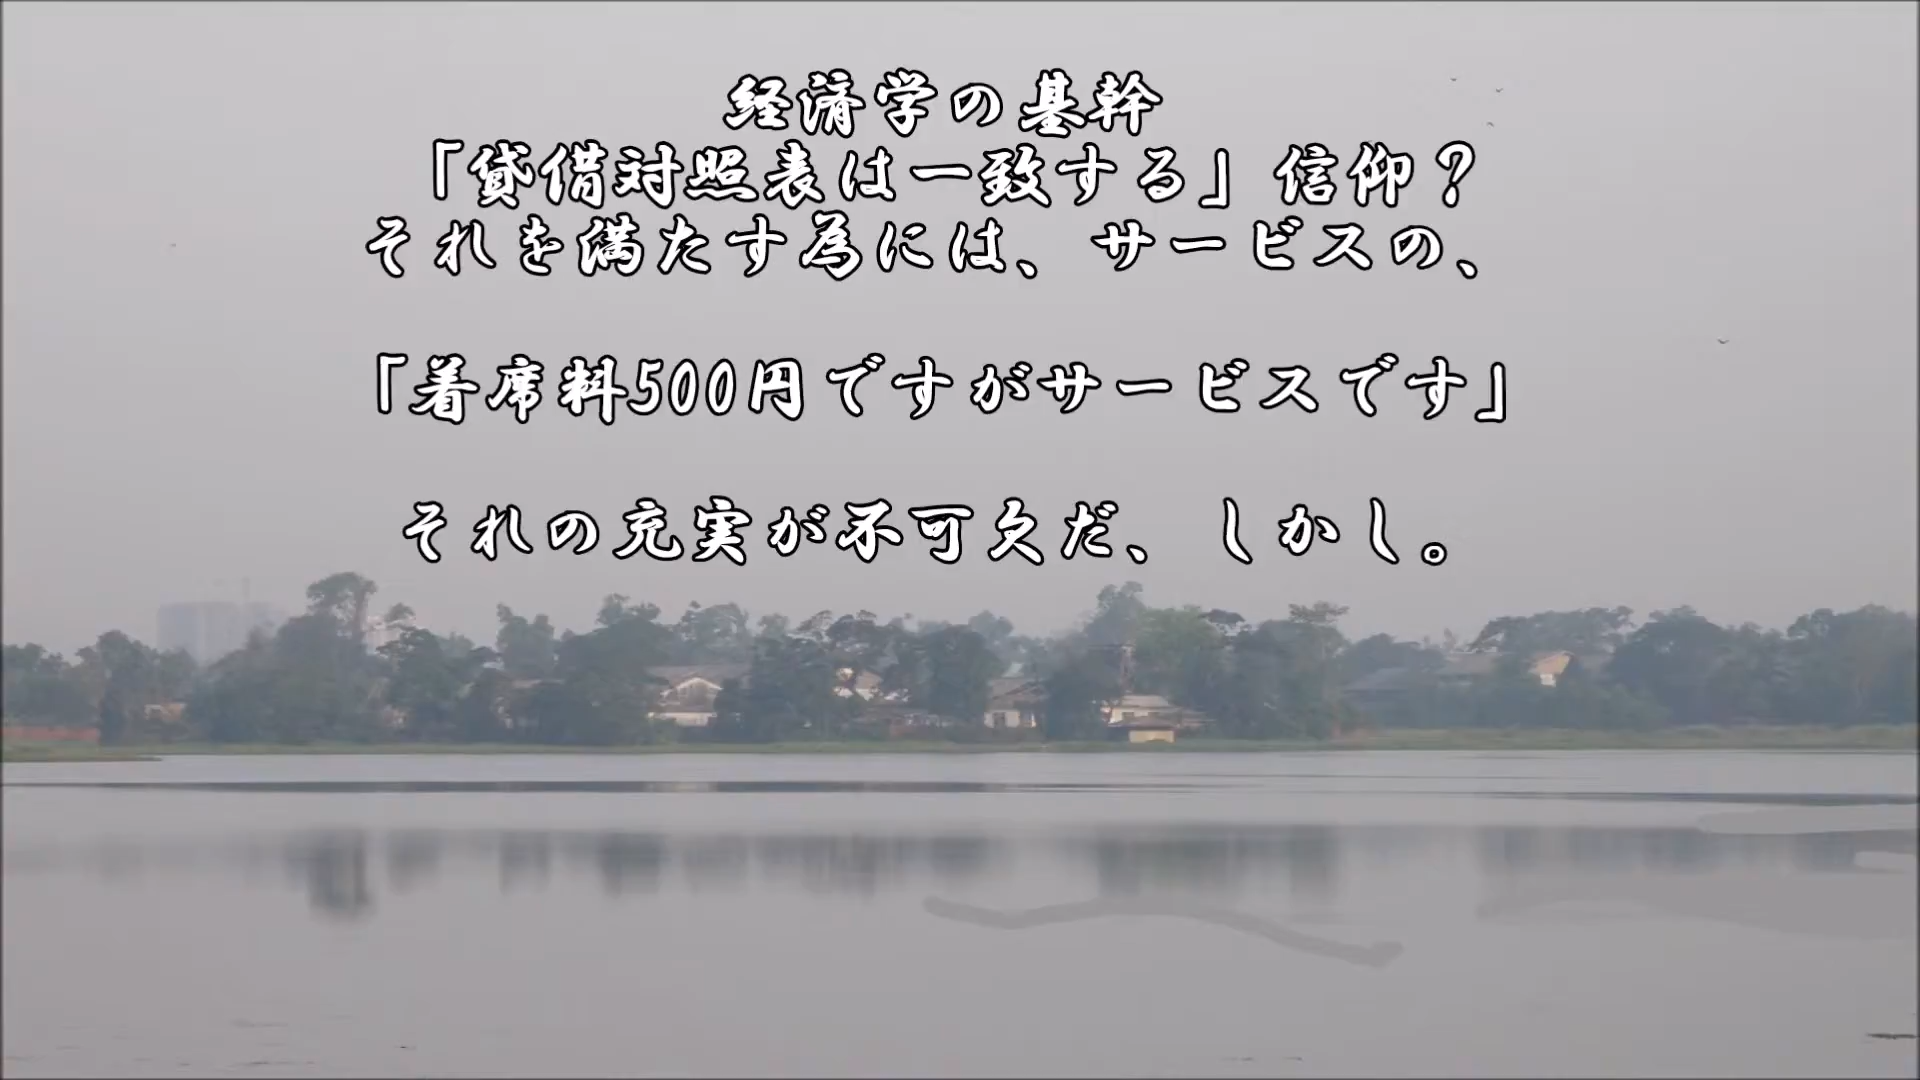 経済学の基幹
「貸借対照表は一致する」信仰？
それを満たす為には、サービスの、
「着席料500円ですがサービスです」
それの充実が不可欠だ、しかし。